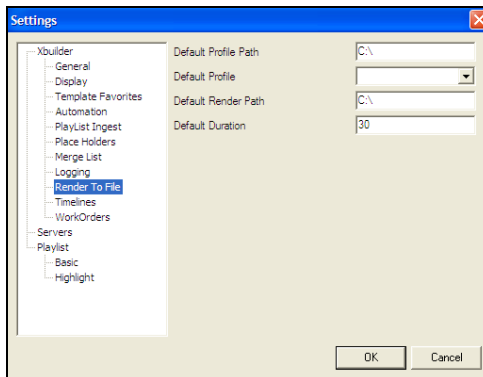 Settings
Xbuilder
General
Display
Template Favorites
Automation
PlayList Ingest
Place Holders
Merge List
Logging
Render To File
Timelines
WorkOrders
Servers
Playlist
Basic
Highlight
Default Profile Path
C:\
Default Profile
Default Render Path
C:\
Default Duration
30
OK
Cancel